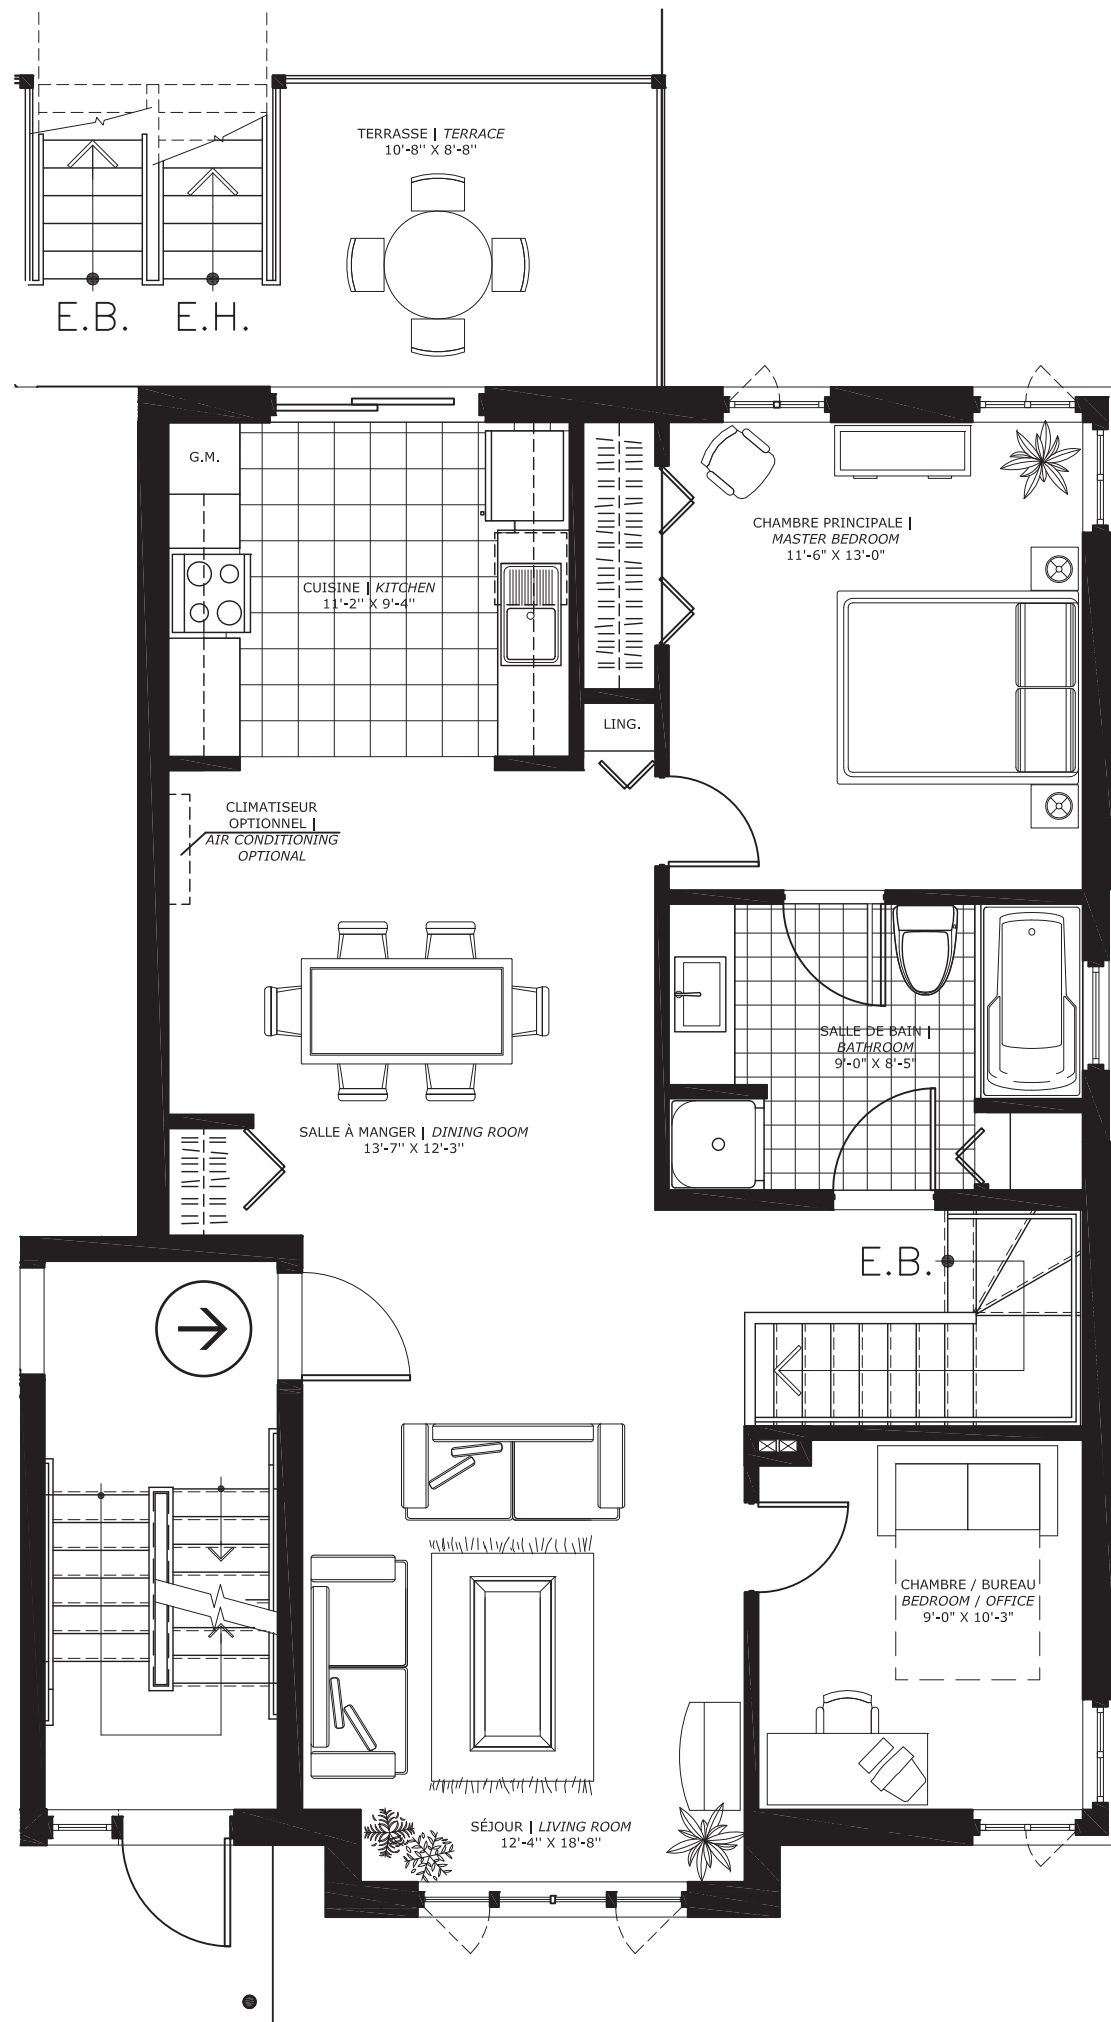 TERRASSE | TERRACE
10'-8" X 8'-8"
E.B. E.H.
G.M.
CUISINE | KITCHEN
11'-2" X 9'-4"
CHAMBRE PRINCIPALE |
MASTER BEDROOM
11'-6" X 13'-0"
LING.
CLIMATISEUR
OPTIONNEL |
AIR CONDITIONING
OPTIONAL
SALLE DE BAIN |
BATHROOM
9'-0" X 8'-5"
SALLE À MANGER | DINING ROOM
13'-7" X 12'-3"
E.B.
CHAMBRE / BUREAU
BEDROOM / OFFICE
9'-0" X 10'-3"
SÉJOUR | LIVING ROOM
12'-4" X 18'-8"